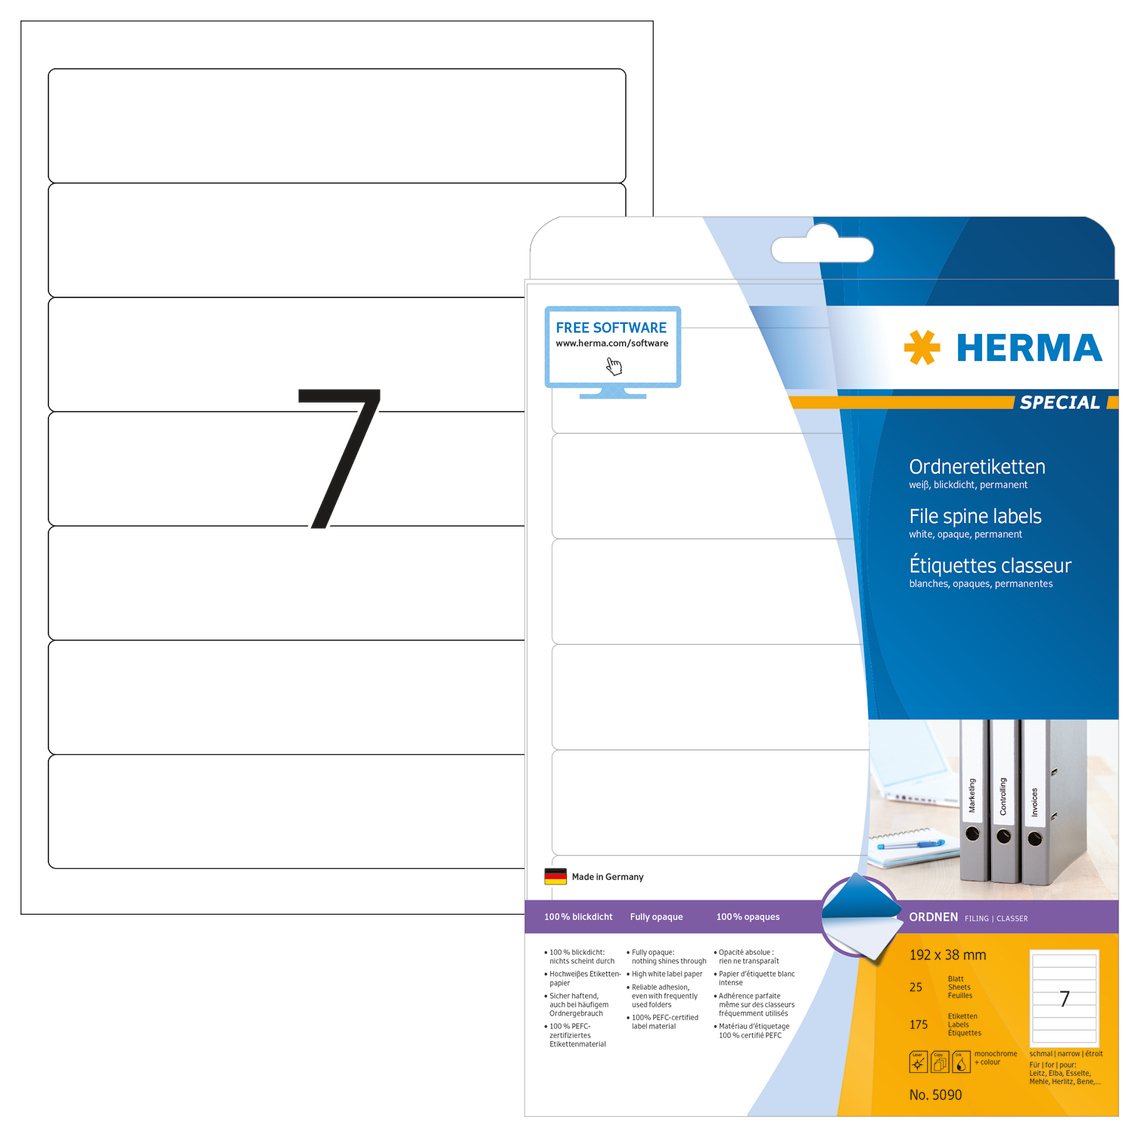 7
FREE SOFTWARE
www.herma.com/software
HERMA
SPECIAL
Ordneretiketten
weiß, blickdicht, permanent
File spine labels
white, opaque, permanent
Étiquettes classeur
blanches, opaques, permanentes
Marketing
Controlling
Invoices
Made in Germany
100% blickdicht
Fully opaque
100% opaques
ORDNEN FILING | CLASSER
• 100 % blickdicht:
nichts scheint durch
• Hochweißes Etiketten-
papier
• Sicher haftend,
auch bei häufigem
Ordnergebrauch
• 100 % PEFC-
zertifiziertes
Etikettenmaterial
• Fully opaque:
nothing shines through
• High white label paper
• Reliable adhesion,
even with frequently
used folders
• 100% PEFC-certified
label material
• Opacité absolue :
rien ne transparaît
• Papier d'étiquette blanc
intense
• Adhérence parfaite
même sur des classeurs
fréquemment utilisés
• Matériau d'étiquetage
100 % certifié PEFC
192 x 38 mm
25
Blatt
Sheets
Feuilles
175
Etiketten
Labels
Étiquettes
Laser
Copy
Ink
monochrome
+ colour
No. 5090
7
schmal | narrow | étroit
Für | for | pour:
Leitz, Elba, Esselte,
Mehle, Herlitz, Bene,...